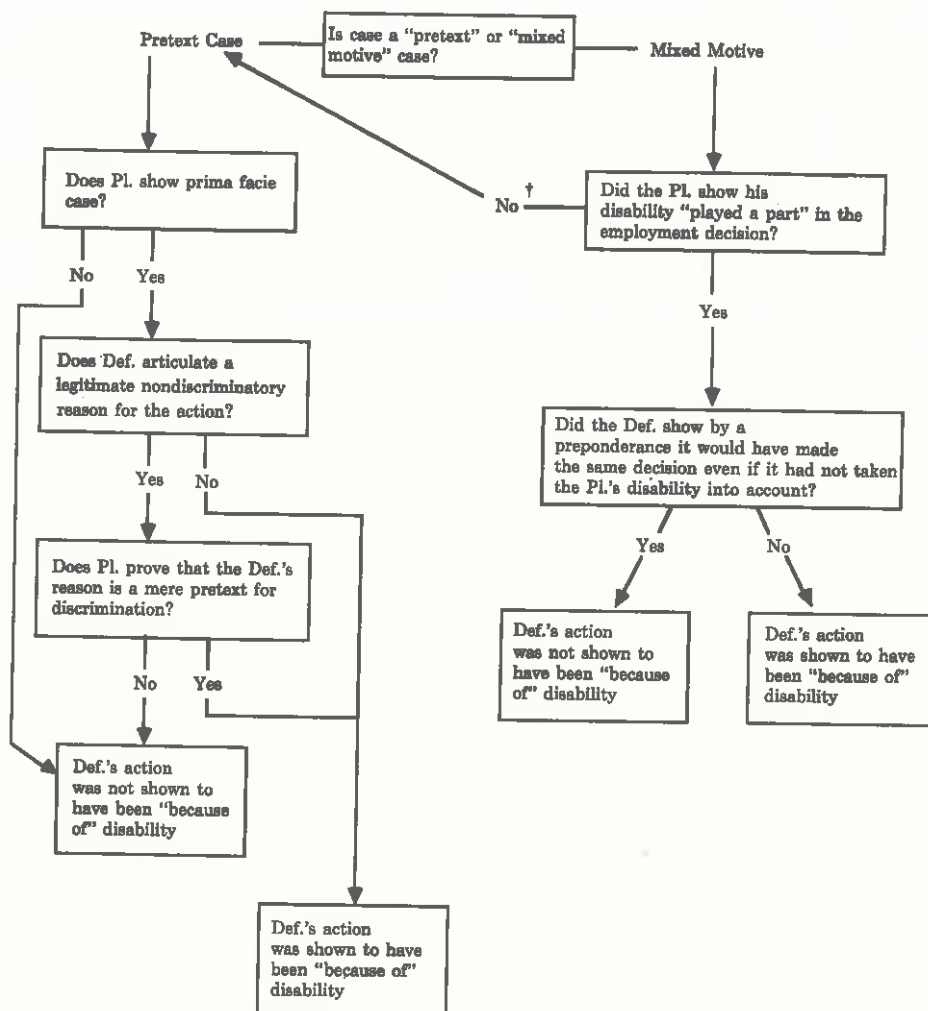 Pretext Case
Is case a “pretext” or “mixed
motive” case?
Mixed Motive
Does Pl. show prima facie
case?
No †
Did the Pl. show his
disability “played a part” in the
employment decision?
No
Yes
Yes
Does Def. articulate a
legitimate nondiscriminatory
reason for the action?
Did the Def. show by a
preponderance it would have made
the same decision even if it had not taken
the Pl.'s disability into account?
Yes
No
Yes
No
Does Pl. prove that the Def.'s
reason is a mere pretext for
discrimination?
Def.'s action
was not shown to
have been “because
of” disability
Def.'s action
was shown to have
been “because of”
disability
No
Yes
Def.'s action
was not shown to
have been “because
of” disability
Def.'s action
was shown to have
been “because of”
disability